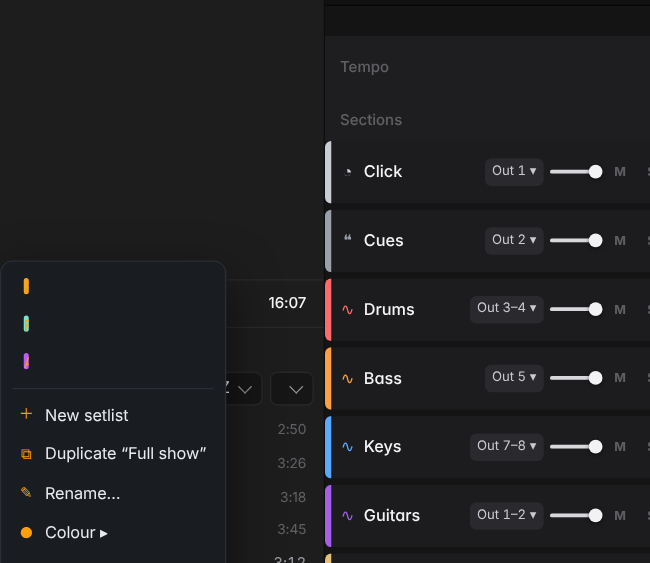 Tempo
Sections
Click Out 1 ▾ M
Cues Out 2 ▾ M
Drums Out 3–4 ▾ M
Bass Out 5 ▾ M
Keys Out 7–8 ▾ M
Guitars Out 1–2 ▾ M
16:07
2:50
3:26
3:18
3:45
3:12
New setlist
Duplicate “Full show”
Rename...
Colour ▸